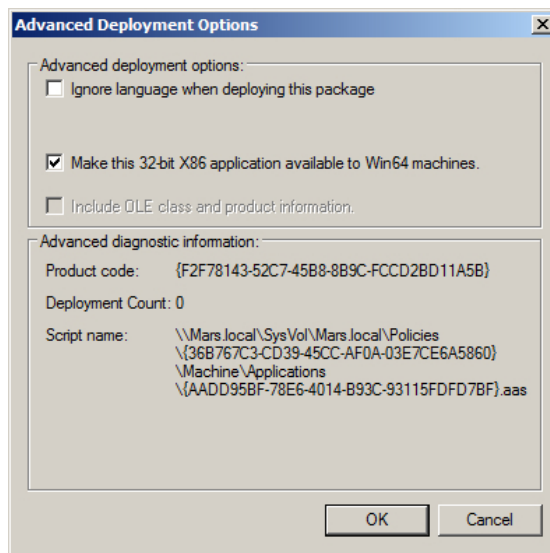 Advanced Deployment Options
Advanced deployment options:
Ignore language when deploying this package
Make this 32-bit X86 application available to Win64 machines.
Include OLE class and product information.
Advanced diagnostic information:
Product code: {F2F78143-52C7-45B8-8B9C-FCCD2BD11A5B}
Deployment Count: 0
Script name: \\Mars.local\SysVol\Mars.local\Policies
\{36B767C3-CD39-45CC-AF0A-03E7CE6A5860}
\Machine\Applications
\{AADD95BF-78E6-4014-B93C-93115FDFD7BF}.aas
OK Cancel